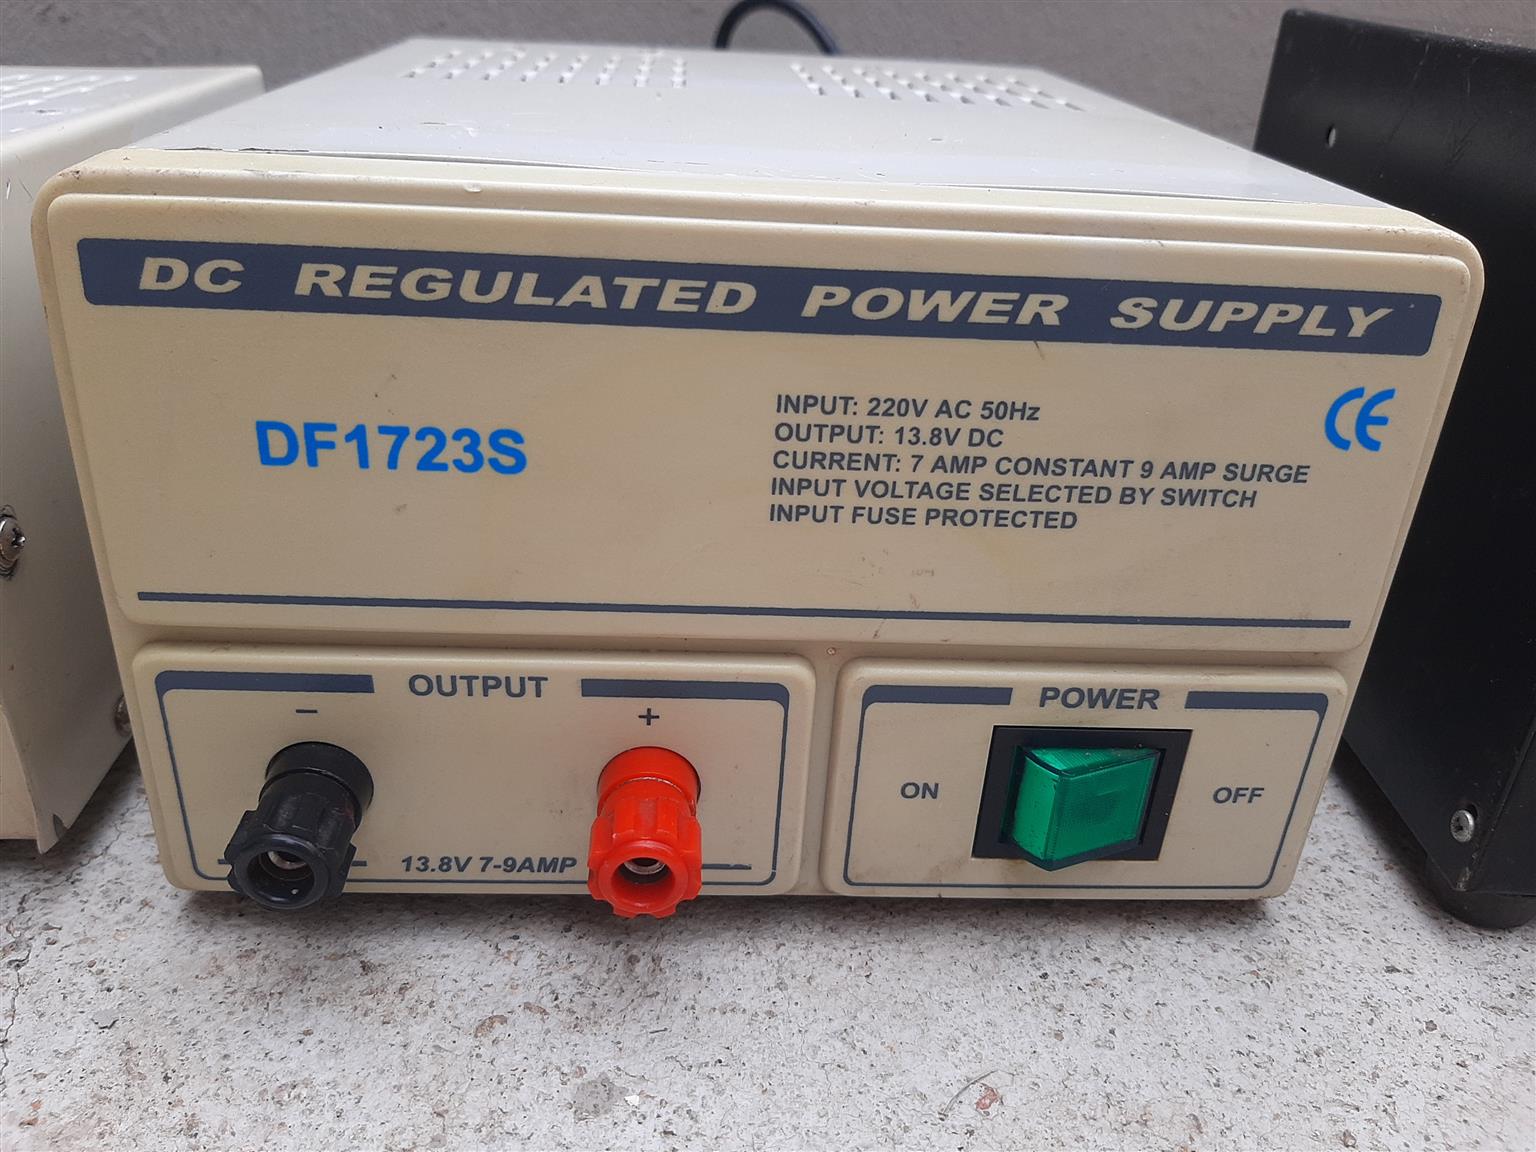 DC REGULATED POWER SUPPLY
DF1723S
INPUT: 220V AC 50Hz
OUTPUT: 13.8V DC
CURRENT: 7 AMP CONSTANT 9 AMP SURGE
INPUT VOLTAGE SELECTED BY SWITCH
INPUT FUSE PROTECTED
CE
OUTPUT
- +
13.8V 7-9AMP
POWER
ON OFF